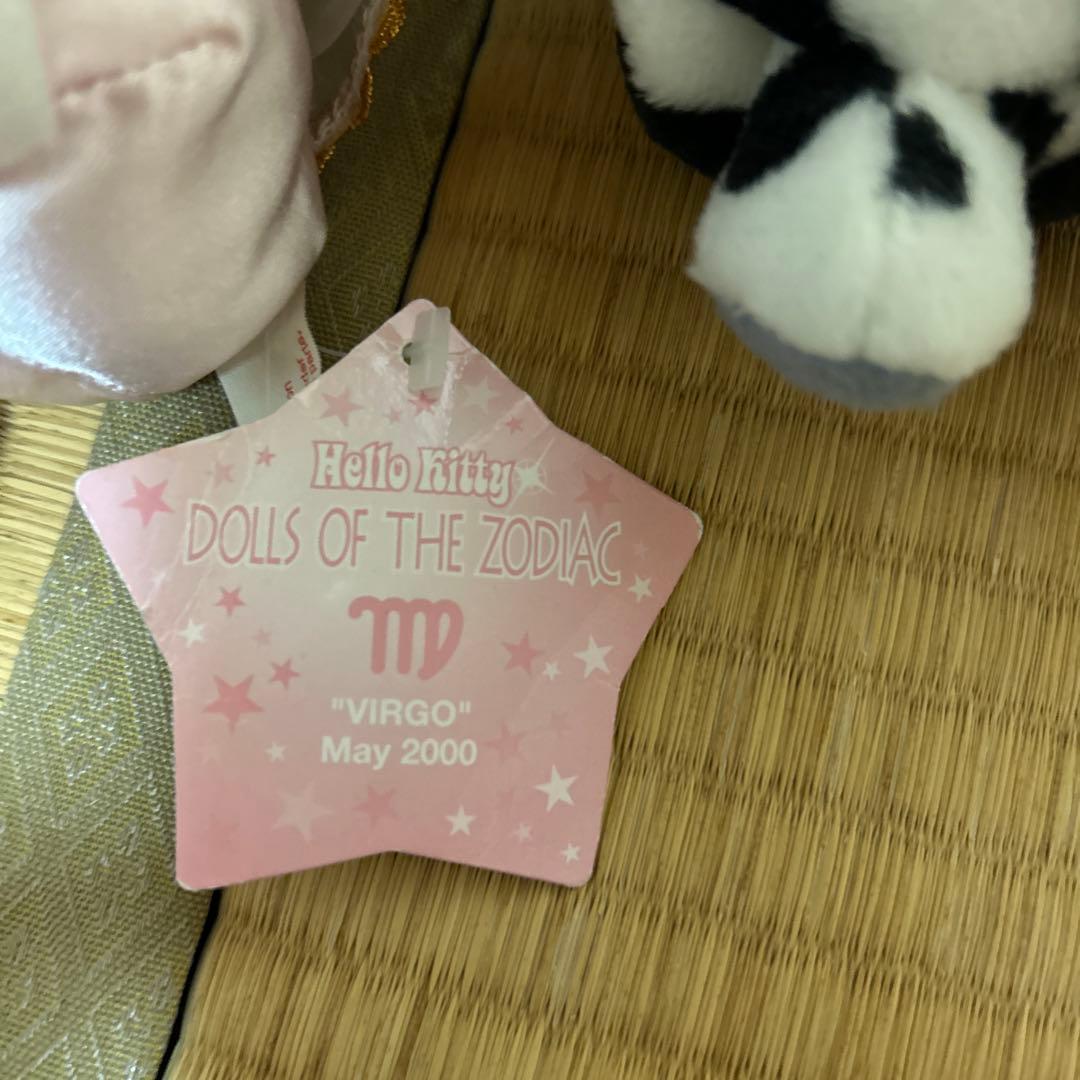 Hello Kitty
DOLLS OF THE ZODIAC
"VIRGO"
May 2000